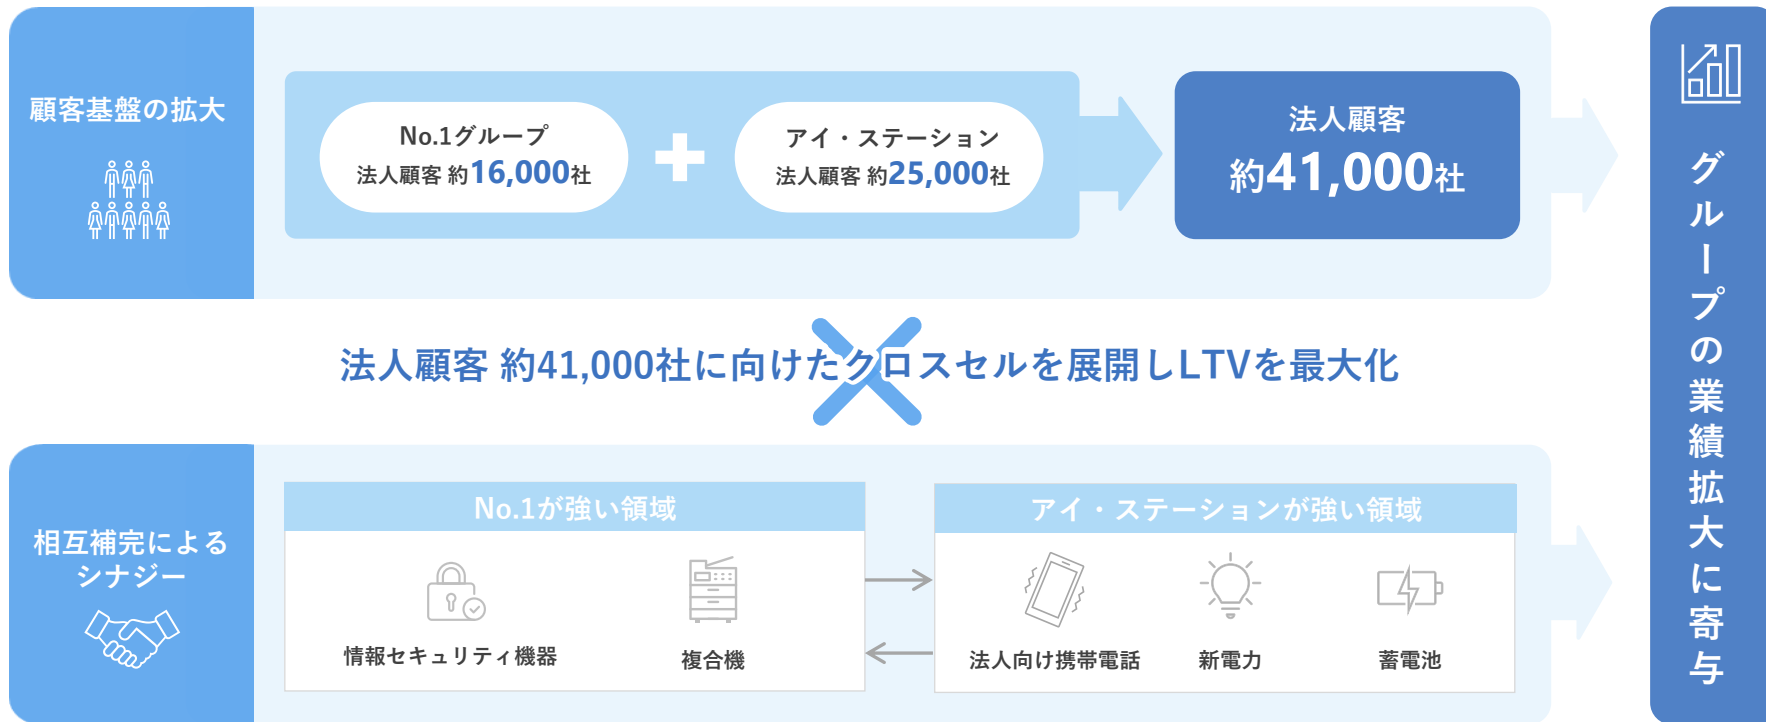 顧客基盤の拡大
No.1グループ
法人顧客 約16,000社
アイ・ステーション
法人顧客 約25,000社
法人顧客
約41,000社
法人顧客 約41,000社に向けたクロスセルを展開しLTVを最大化
相互補完による
シナジー
No.1が強い領域
情報セキュリティ機器
複合機
アイ・ステーションが強い領域
法人向け携帯電話
新電力
蓄電池
グループの業績拡大に寄与